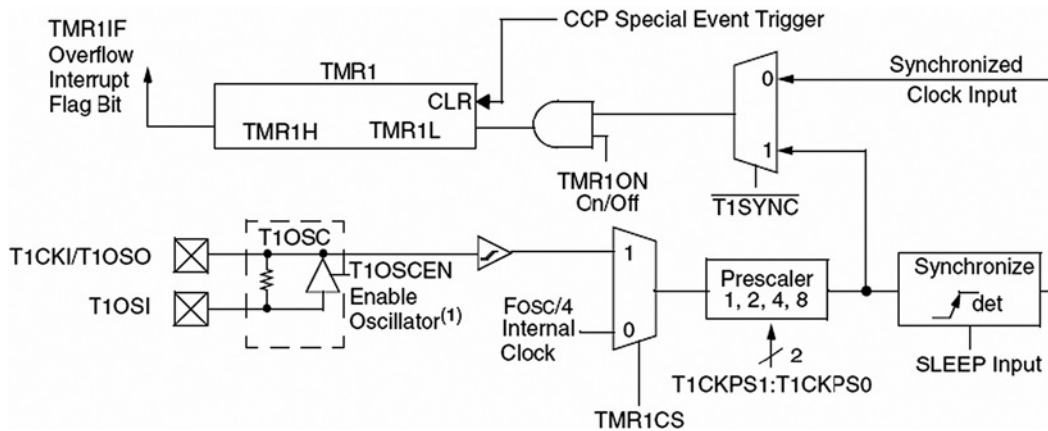 CCP Special Event Trigger
TMR1IF
Overflow
Interrupt
Flag Bit
TMR1
CLR
TMR1H
TMR1L
0
1
Synchronized
Clock Input
TMR1ON
On/Off
T1SYNC
T1CKI/T1OSO
T1OSI
T1OSC
T1OSCEN
Enable
Oscillator(1)
FOSC/4
Internal
Clock
1
0
TMR1CS
Prescaler
1, 2, 4, 8
2
T1CKPS1:T1CKPS0
Synchronize
det
SLEEP Input